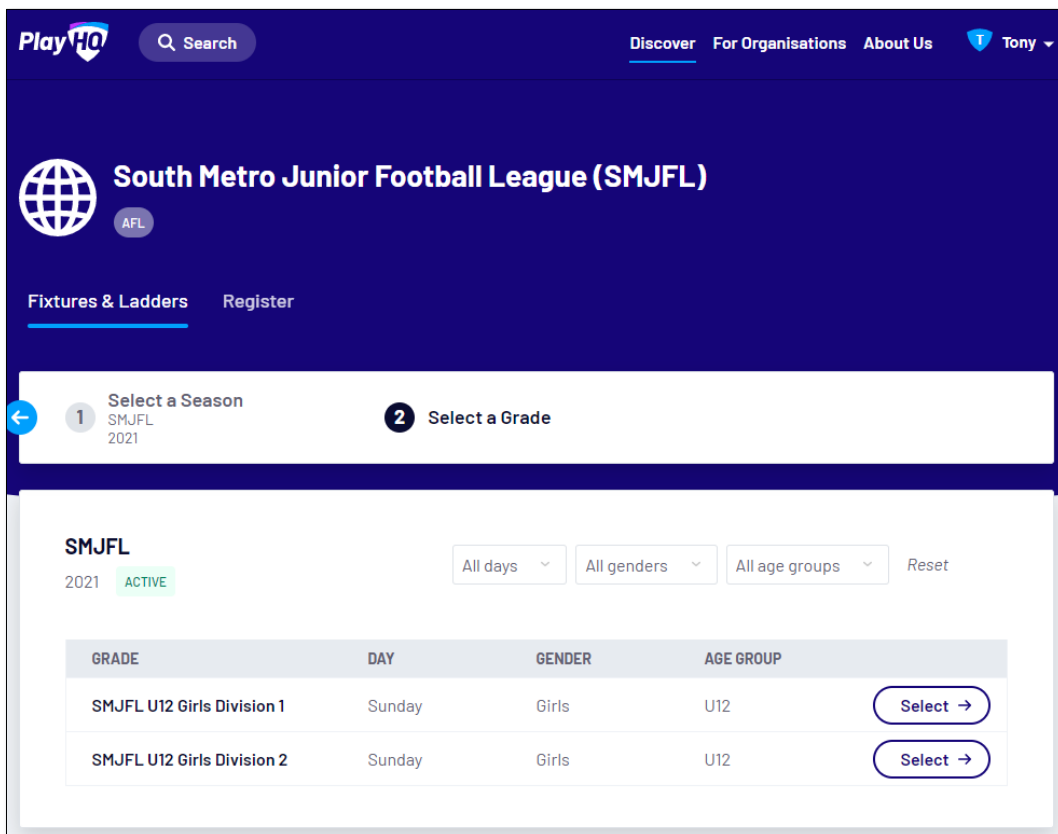 PlayHQ Search Discover For Organisations About Us T Tony
South Metro Junior Football League (SMJFL)
AFL
Fixtures & Ladders Register
1 Select a Season
SMJFL
2021
2 Select a Grade
SMJFL
2021 ACTIVE
All days All genders All age groups Reset
GRADE DAY GENDER AGE GROUP
SMJFL U12 Girls Division 1 Sunday Girls U12 Select →
SMJFL U12 Girls Division 2 Sunday Girls U12 Select →